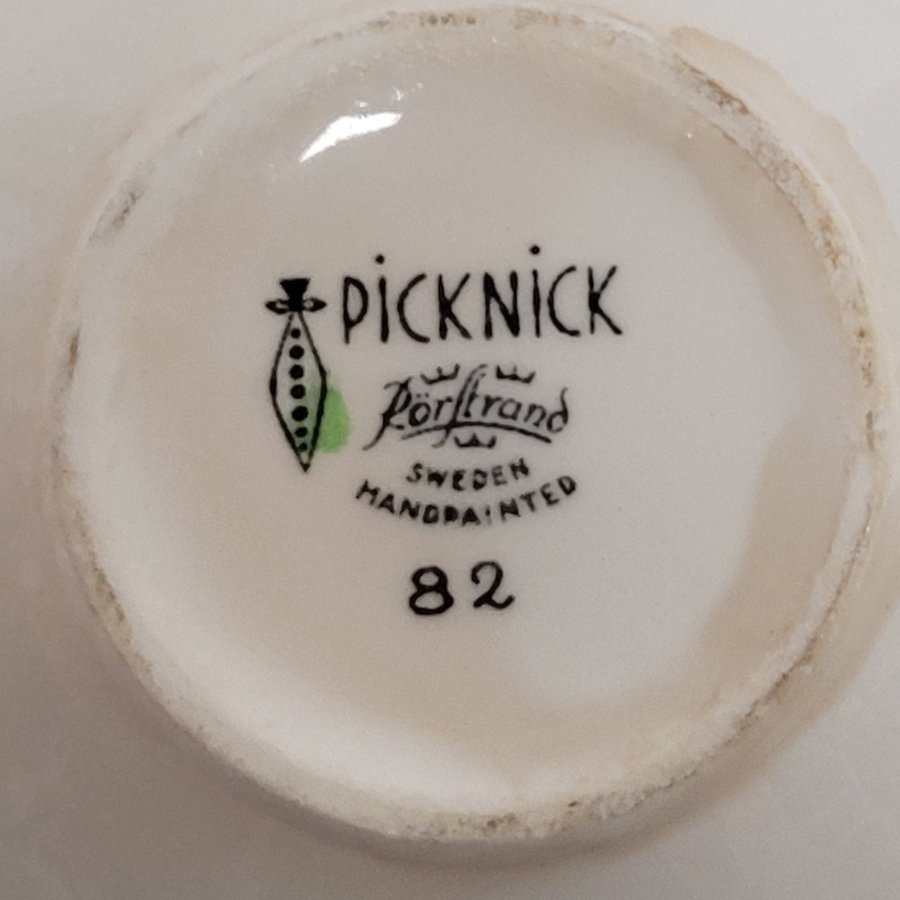 PiCKNiCK
Rörstrand
SWEDEN
HANDPAINTED
82